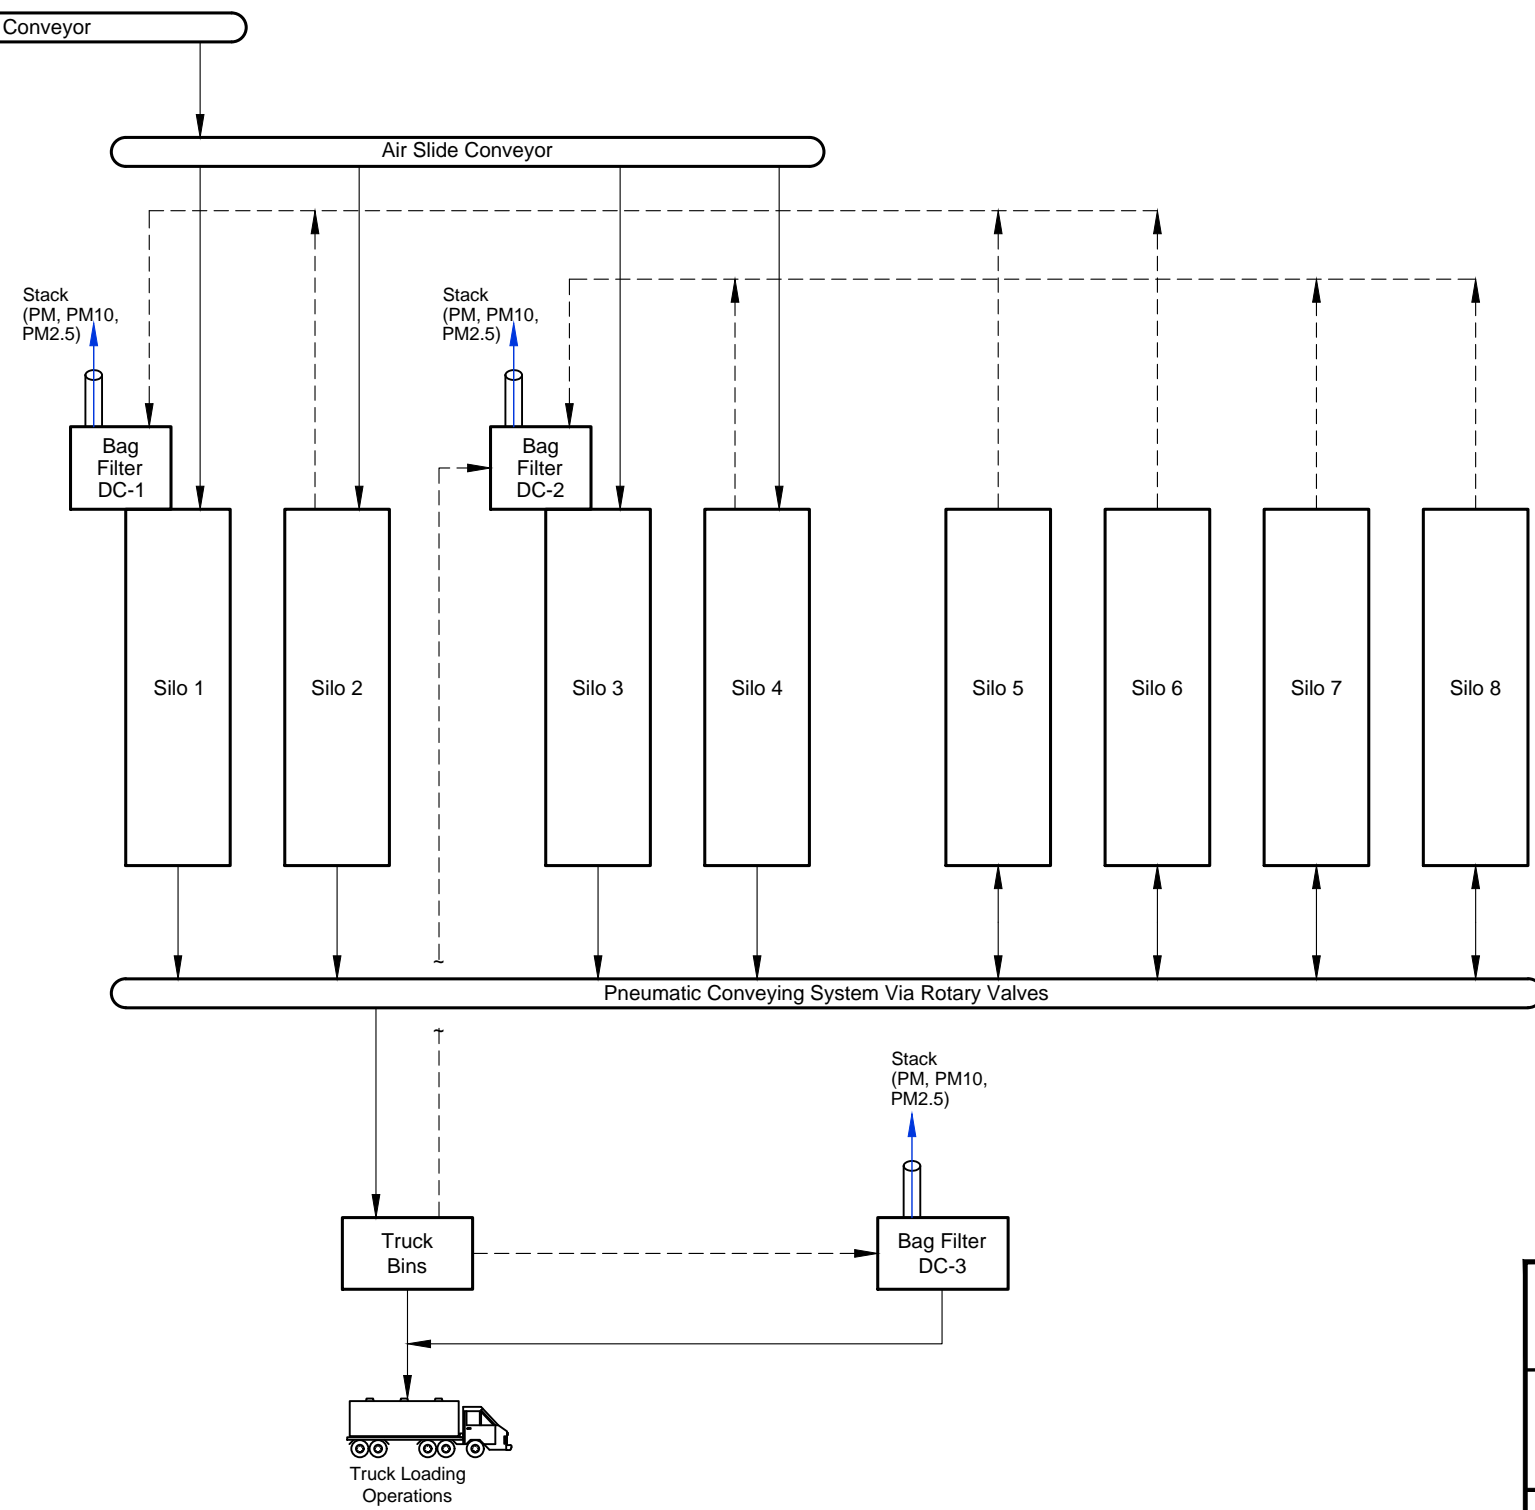 Conveyor
Air Slide Conveyor
Stack
(PM, PM10,
PM2.5)
Stack
(PM, PM10,
PM2.5)
Bag
Filter
DC-1
Bag
Filter
DC-2
Silo 1
Silo 2
Silo 3
Silo 4
Silo 5
Silo 6
Silo 7
Silo 8
Pneumatic Conveying System Via Rotary Valves
Stack
(PM, PM10,
PM2.5)
Truck
Bins
Bag Filter
DC-3
Truck Loading
Operations